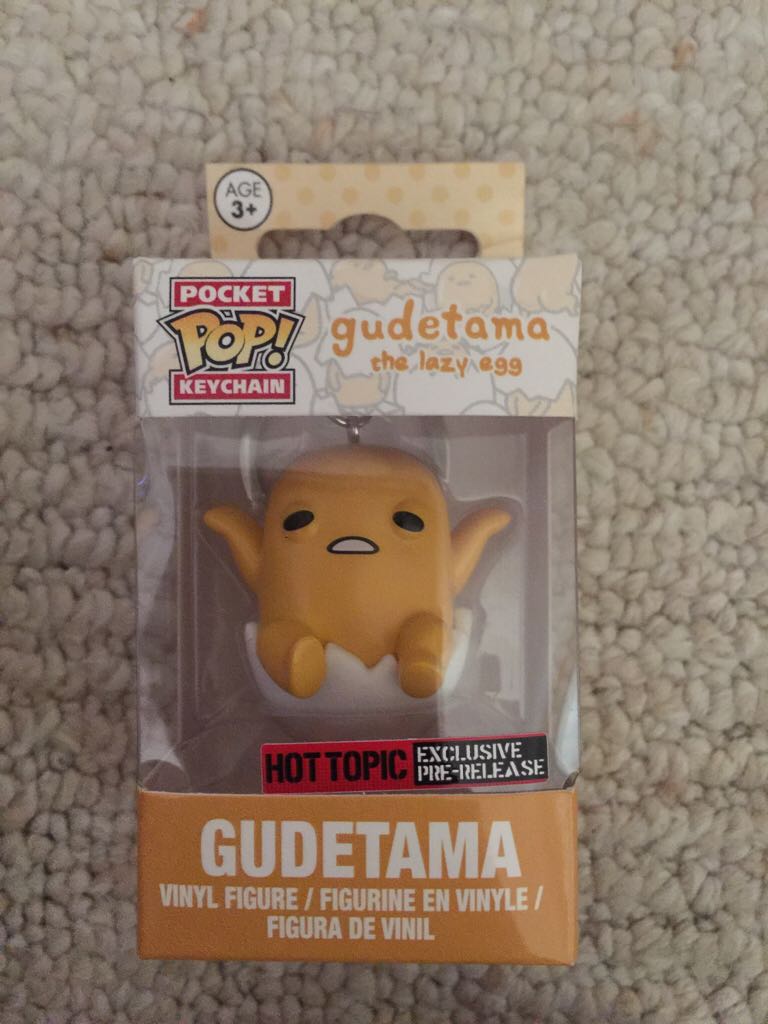 AGE
3+
POCKET
POP!
KEYCHAIN
gudetama
the lazy egg
HOT TOPIC EXCLUSIVE
PRE-RELEASE
GUDETAMA
VINYL FIGURE / FIGURINE EN VINYLE /
FIGURA DE VINIL